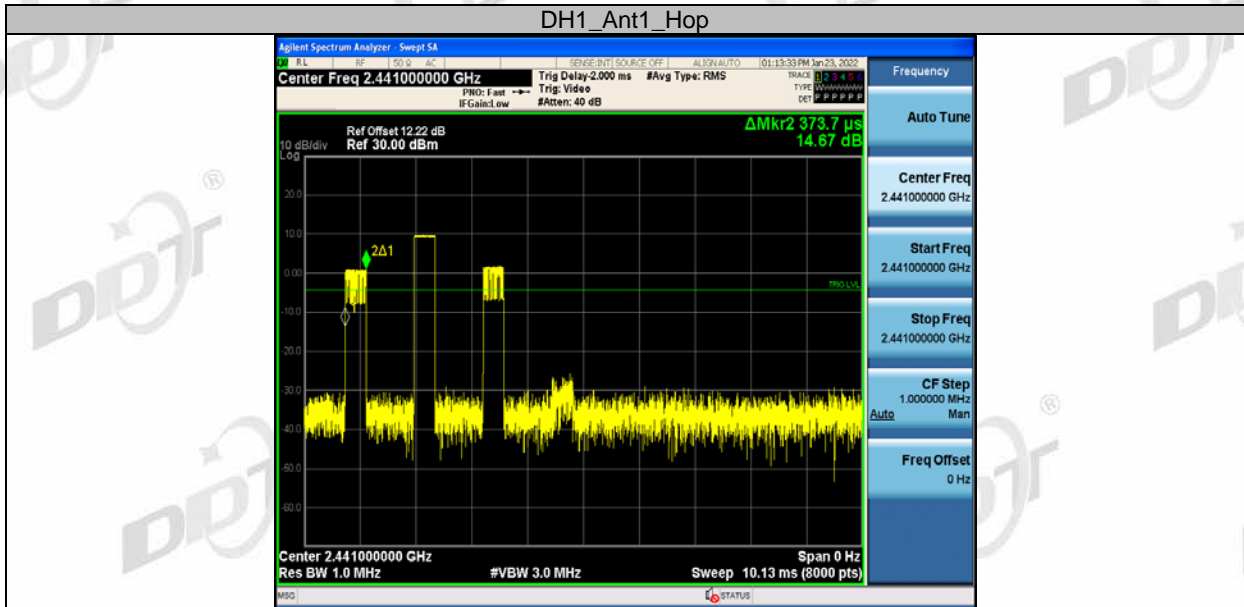 DH1_Ant1_Hop
Agilent Spectrum Analyzer - Swept SA
RL RF 50 Ω AC SENSE:INT SOURCE OFF ALIGN AUTO 01:13:33 PM Jan 23, 2022
Center Freq 2.441000000 GHz
PNO: Fast
IFGain:Low
Trig Delay-2.000 ms #Avg Type: RMS
Trig: Video
#Atten: 40 dB
TRACE 1 2 3 4 5 6
TYPE WWWWWW
DET P P P P P P
Frequency
Auto Tune
Center Freq
2.441000000 GHz
Start Freq
2.441000000 GHz
Stop Freq
2.441000000 GHz
CF Step
1.000000 MHz
Auto Man
Freq Offset
0 Hz
ΔMkr2 373.7 µs
14.67 dB
Ref Offset 12.22 dB
10 dB/div Ref 30.00 dBm
Log
20.0
10.0
2Δ1
0.00
TRIG LVL
-10.0
-20.0
-30.0
-40.0
-50.0
-60.0
Center 2.441000000 GHz Span 0 Hz
Res BW 1.0 MHz #VBW 3.0 MHz Sweep 10.13 ms (8000 pts)
MSG STATUS
DDT
®
DDT
DDT
®